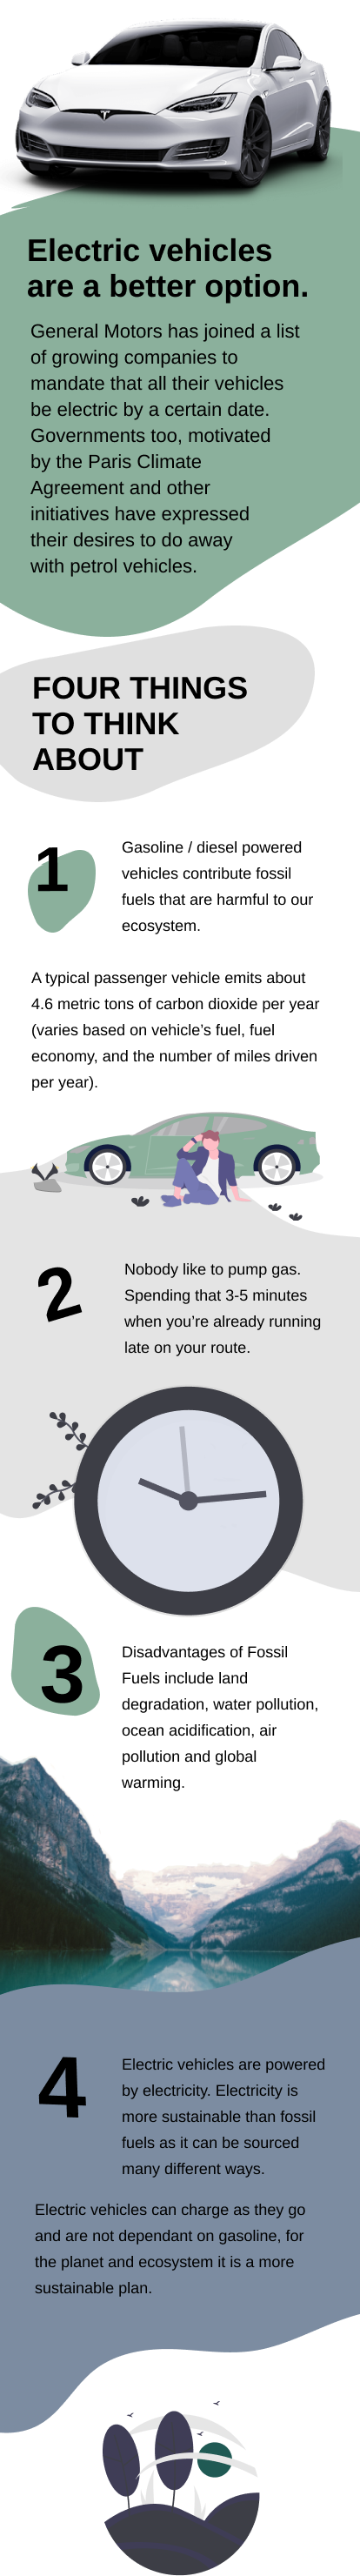 Electric vehicles
are a better option.
General Motors has joined a list
of growing companies to
mandate that all their vehicles
be electric by a certain date.
Governments too, motivated
by the Paris Climate
Agreement and other
initiatives have expressed
their desires to do away
with petrol vehicles.
FOUR THINGS
TO THINK
ABOUT
1
Gasoline / diesel powered
vehicles contribute fossil
fuels that are harmful to our
ecosystem.
A typical passenger vehicle emits about
4.6 metric tons of carbon dioxide per year
(varies based on vehicle’s fuel, fuel
economy, and the number of miles driven
per year).
2
Nobody like to pump gas.
Spending that 3-5 minutes
when you’re already running
late on your route.
3
Disadvantages of Fossil
Fuels include land
degradation, water pollution,
ocean acidification, air
pollution and global
warming.
4
Electric vehicles are powered
by electricity. Electricity is
more sustainable than fossil
fuels as it can be sourced
many different ways.
Electric vehicles can charge as they go
and are not dependant on gasoline, for
the planet and ecosystem it is a more
sustainable plan.